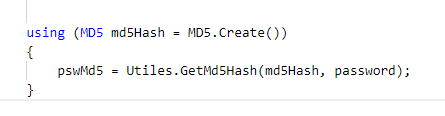 using (MD5 md5Hash = MD5.Create())
{
pswMd5 = Utiles.GetMd5Hash(md5Hash, password);
}